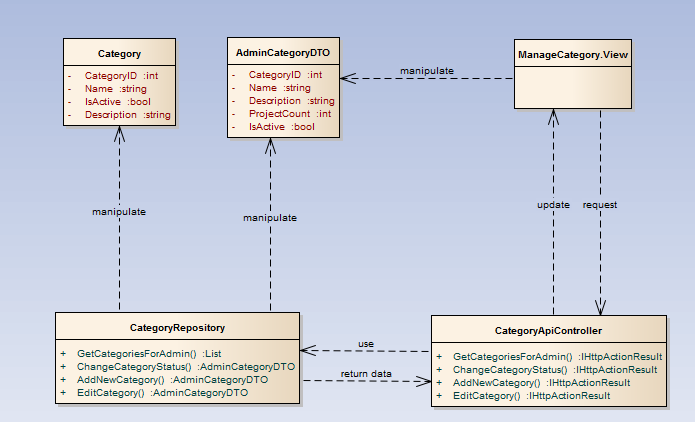 Category
- CategoryID :int
- Name :string
- IsActive :bool
- Description :string
AdminCategoryDTO
- CategoryID :int
- Name :string
- Description :string
- ProjectCount :int
- IsActive :bool
ManageCategory.View
manipulate
manipulate
manipulate
update
request
CategoryRepository
+ GetCategoriesForAdmin() :List
+ ChangeCategoryStatus() :AdminCategoryDTO
+ AddNewCategory() :AdminCategoryDTO
+ EditCategory() :AdminCategoryDTO
use
return data
CategoryApiController
+ GetCategoriesForAdmin() :IHttpActionResult
+ ChangeCategoryStatus() :IHttpActionResult
+ AddNewCategory() :IHttpActionResult
+ EditCategory() :IHttpActionResult